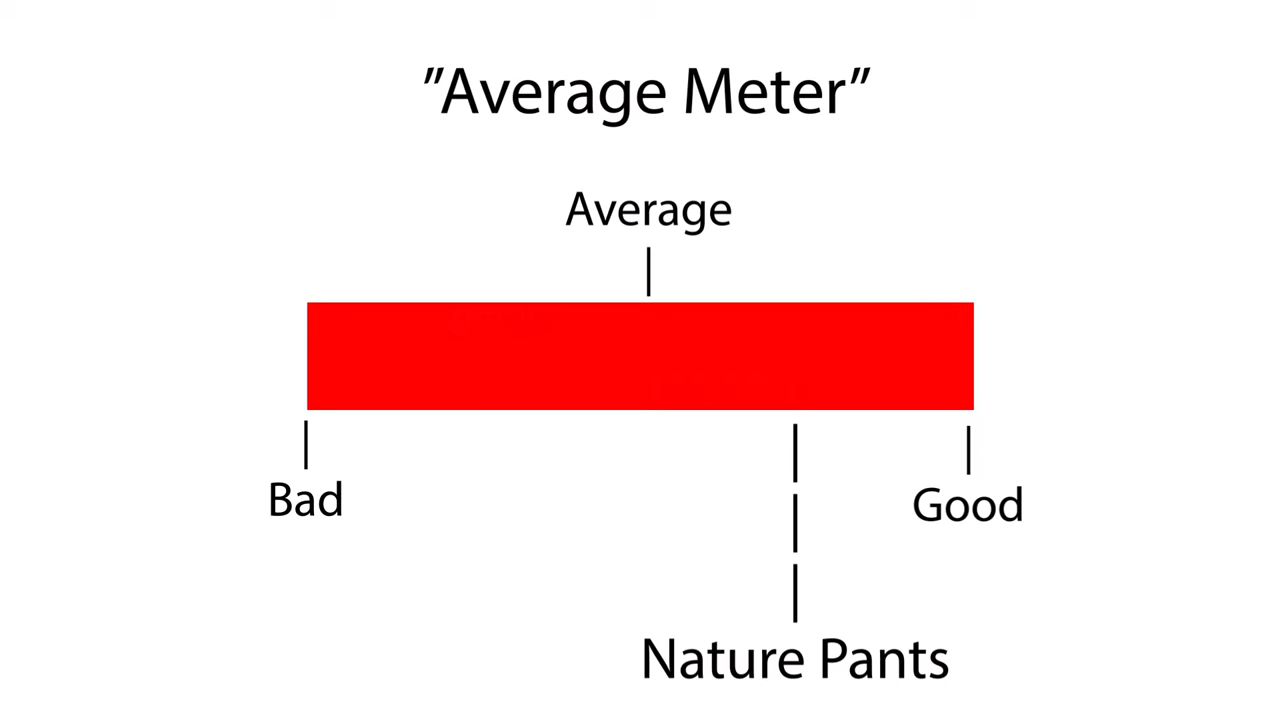 ”Average Meter”
Average
Bad
Good
Nature Pants